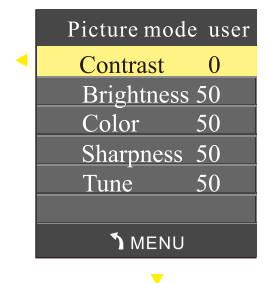 Picture mode user
Contrast 0
Brightness 50
Color 50
Sharpness 50
Tune 50
MENU